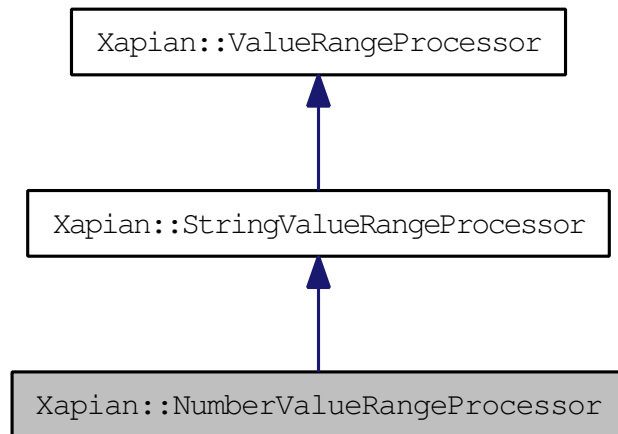 Xapian::ValueRangeProcessor
Xapian::StringValueRangeProcessor
Xapian::NumberValueRangeProcessor